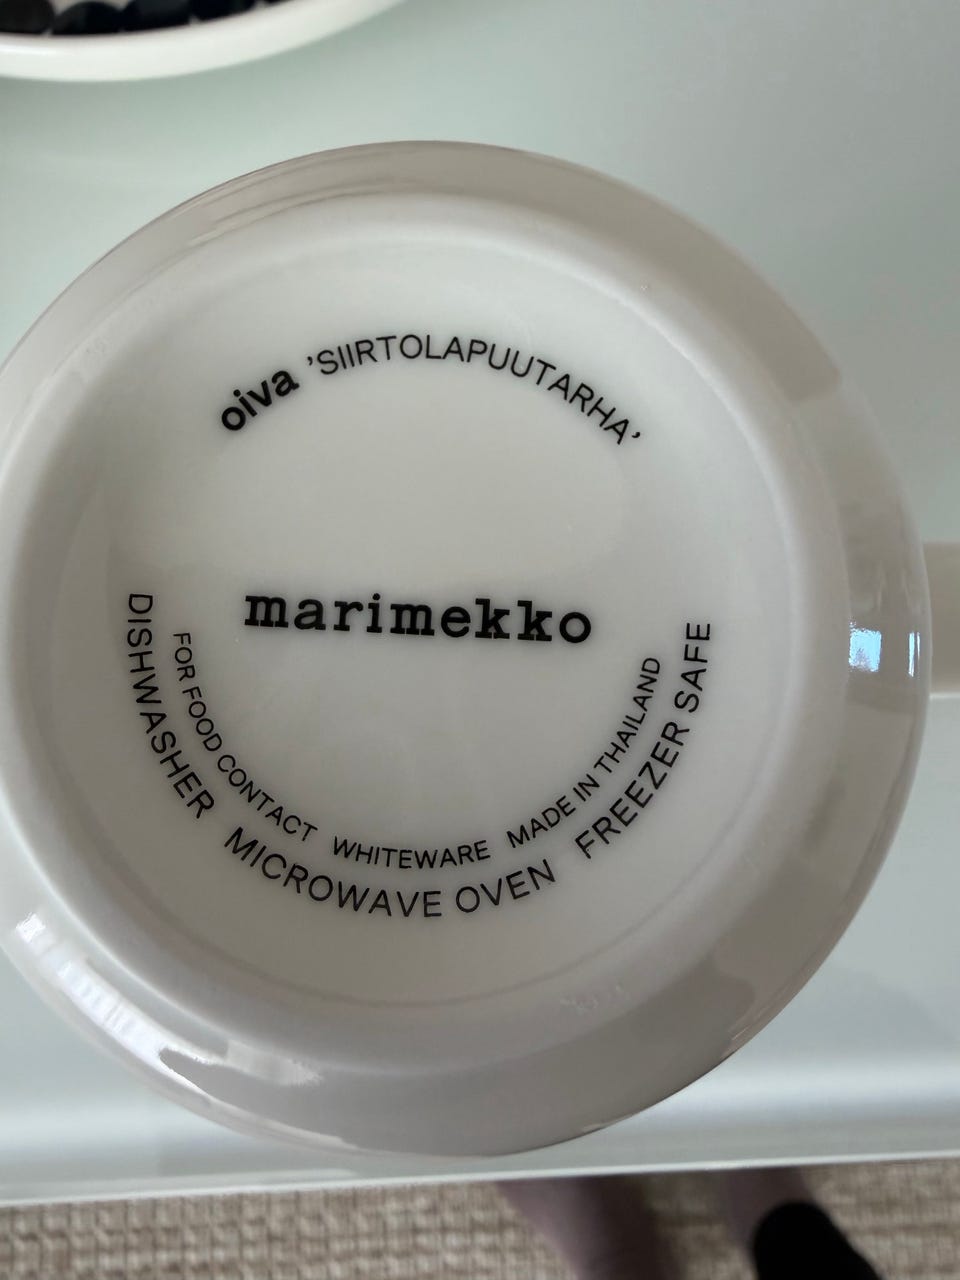 oiva ’SIIRTOLAPUUTARHA’
marimekko
FOR FOOD CONTACT WHITEWARE MADE IN THAILAND
DISHWASHER MICROWAVE OVEN FREEZER SAFE